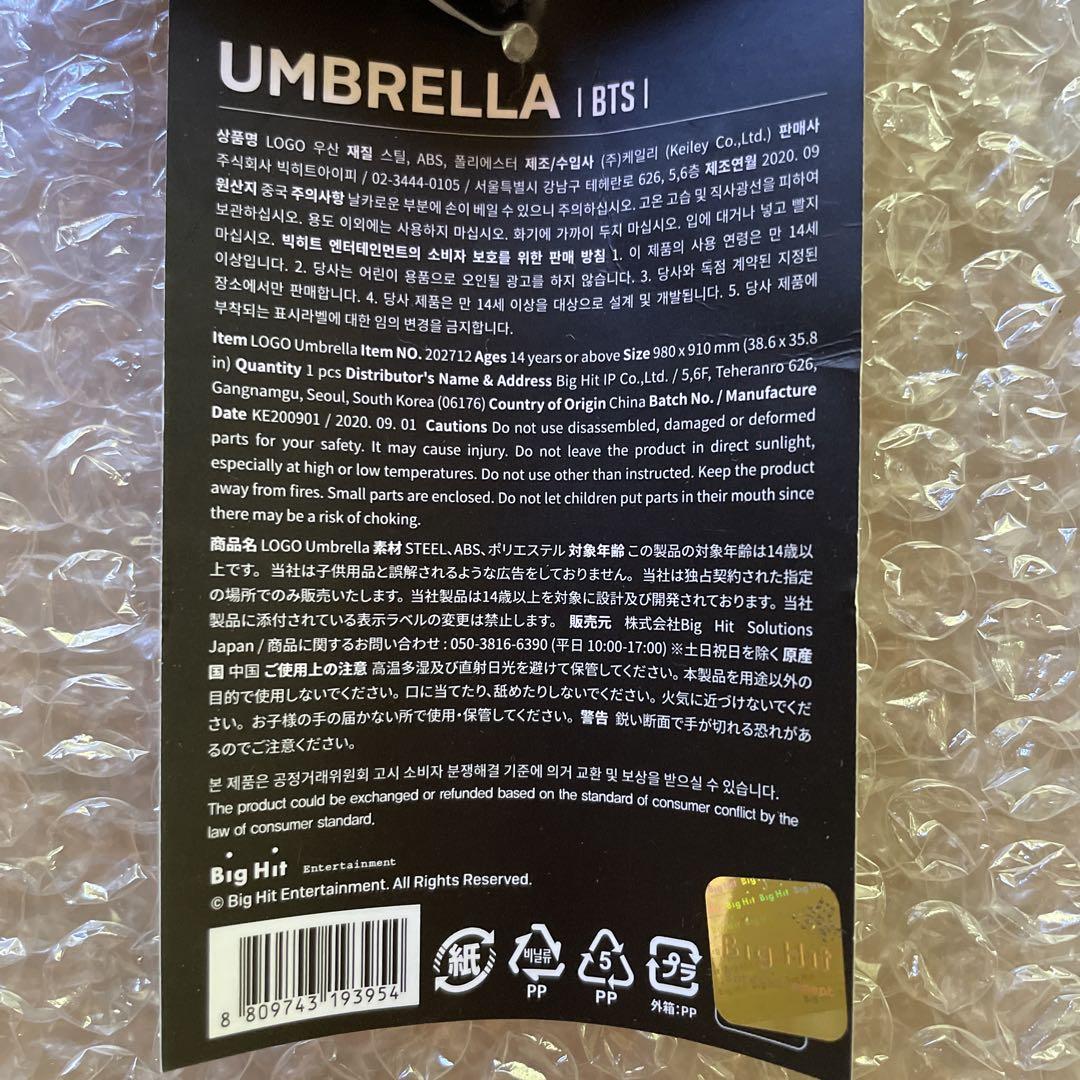 UMBRELLA | BTS |
상품명 LOGO 우산 재질 스틸, ABS, 폴리에스터 제조/수입사 (주)케일리 (Keiley Co.,Ltd.) 판매사
주식회사 빅히트아이피 / 02-3444-0105 / 서울특별시 강남구 테헤란로 626, 5,6층 제조연월 2020. 09
원산지 중국 주의사항 날카로운 부분에 손이 베일 수 있으니 주의하십시오. 고온 고습 및 직사광선을 피하여
보관하십시오. 용도 이외에는 사용하지 마십시오. 화기에 가까이 두지 마십시오. 입에 대거나 넣고 빨지
마십시오. 빅히트 엔터테인먼트의 소비자 보호를 위한 판매 방침 1. 이 제품의 사용 연령은 만 14세
이상입니다. 2. 당사는 어린이 용품으로 오인될 광고를 하지 않습니다. 3. 당사와 독점 계약된 지정된
장소에서만 판매합니다. 4. 당사 제품은 만 14세 이상을 대상으로 설계 및 개발됩니다. 5. 당사 제품에
부착되는 표시라벨에 대한 임의 변경을 금지합니다.
Item LOGO Umbrella Item NO. 202712 Ages 14 years or above Size 980 x 910 mm (38.6 x 35.8
in) Quantity 1 pcs Distributor's Name & Address Big Hit IP Co.,Ltd. / 5,6F, Teheranro 626,
Gangnamgu, Seoul, South Korea (06176) Country of Origin China Batch No. / Manufacture
Date KE200901 / 2020. 09. 01 Cautions Do not use disassembled, damaged or deformed
parts for your safety. It may cause injury. Do not leave the product in direct sunlight,
especially at high or low temperatures. Do not use other than instructed. Keep the product
away from fires. Small parts are enclosed. Do not let children put parts in their mouth since
there may be a risk of choking.
商品名 LOGO Umbrella 素材 STEEL、ABS、ポリエステル 対象年齢 この製品の対象年齢は14歳以
上です。当社は子供用品と誤解されるような広告をしておりません。当社は独占契約された指定
の場所でのみ販売いたします。当社製品は14歳以上を対象に設計及び開発されております。当社
製品に添付されている表示ラベルの変更は禁止します。 販売元 株式会社Big Hit Solutions
Japan / 商品に関するお問い合わせ : 050-3816-6390 (平日 10:00-17:00) ※土日祝日を除く 原産
国 中国 ご使用上の注意 高温多湿及び直射日光を避けて保管してください。本製品を用途以外の
目的で使用しないでください。口に当てたり、舐めたりしないでください。火気に近づけないでくだ
さい。お子様の手の届かない所で使用・保管してください。警告 鋭い断面で手が切れる恐れがあ
るのでご注意ください。
본 제품은 공정거래위원회 고시 소비자 분쟁해결 기준에 의거 교환 및 보상을 받으실 수 있습니다.
The product could be exchanged or refunded based on the standard of consumer conflict by the
law of consumer standard.
Big Hit Entertainment
© Big Hit Entertainment. All Rights Reserved.
8 809743 193954
紙
비닐류
PP
5
PP
プラ
外箱:PP
Big Hit Big Hit
Big Hit Big Hit Big Hit
Big Hit